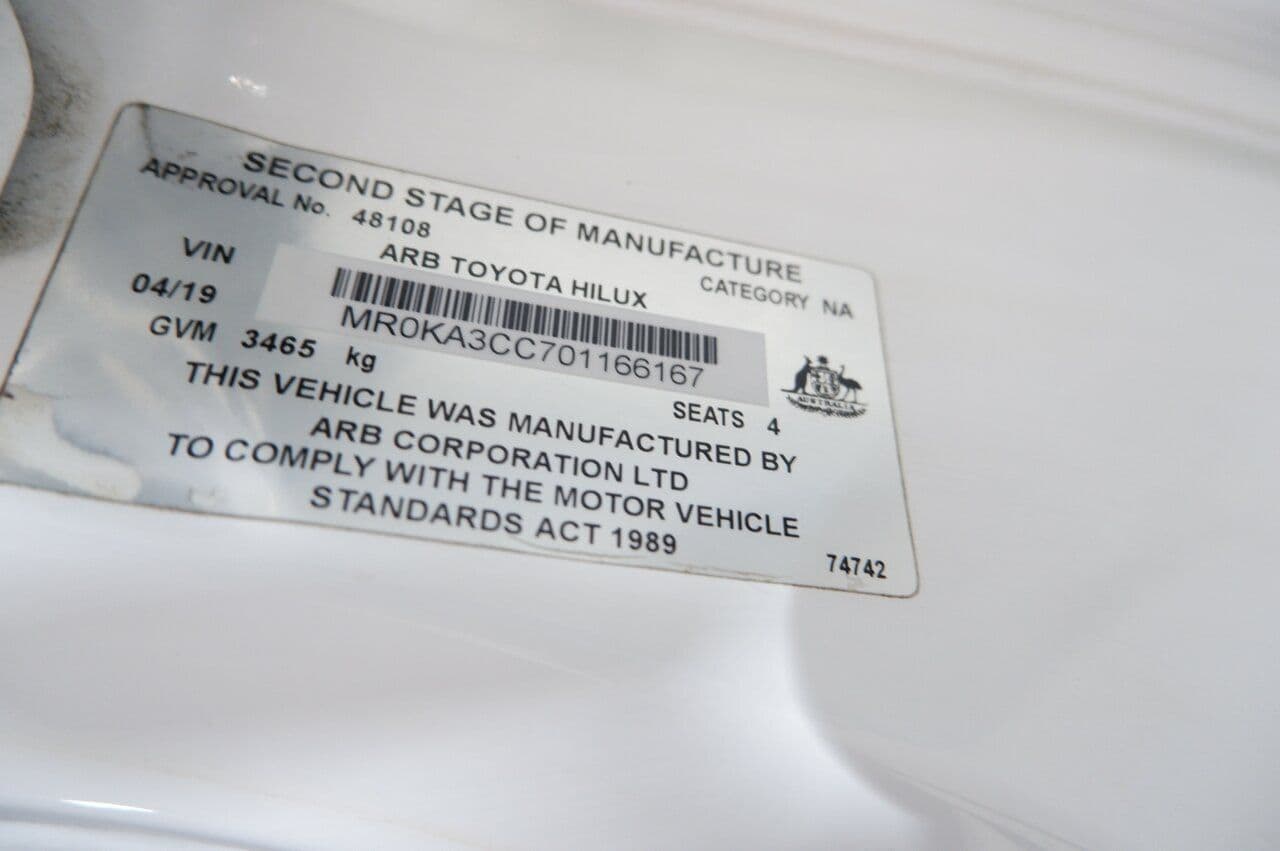 SECOND STAGE OF MANUFACTURE
APPROVAL No. 48108 CATEGORY NA
ARB TOYOTA HILUX
VIN MR0KA3CC701166167
04/19
GVM 3465 kg SEATS 4
AUSTRALIA
THIS VEHICLE WAS MANUFACTURED BY
ARB CORPORATION LTD
TO COMPLY WITH THE MOTOR VEHICLE
STANDARDS ACT 1989
74742